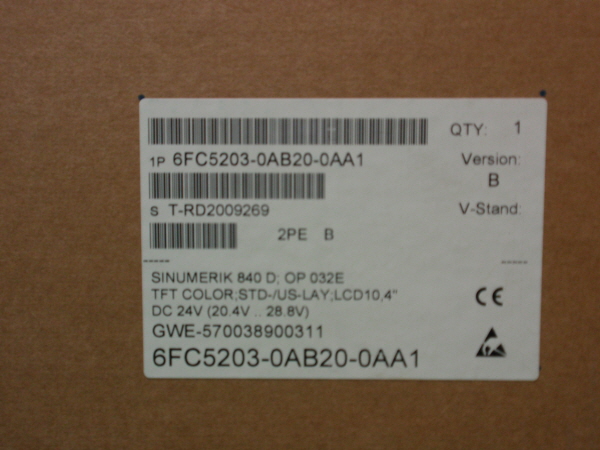 QTY: 1
1P 6FC5203-0AB20-0AA1
Version:
B
S T-RD2009269
V-Stand:
2PE B
SINUMERIK 840 D; OP 032E
TFT COLOR;STD-/US-LAY;LCD10,4"
DC 24V (20.4V .. 28.8V)
CE
GWE-570038900311
6FC5203-0AB20-0AA1